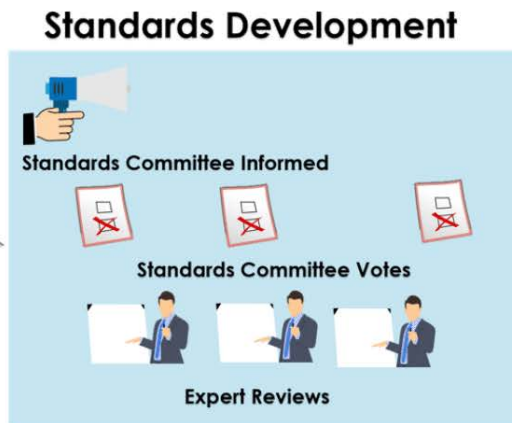 Standards Development
Standards Committee Informed
Standards Committee Votes
Expert Reviews